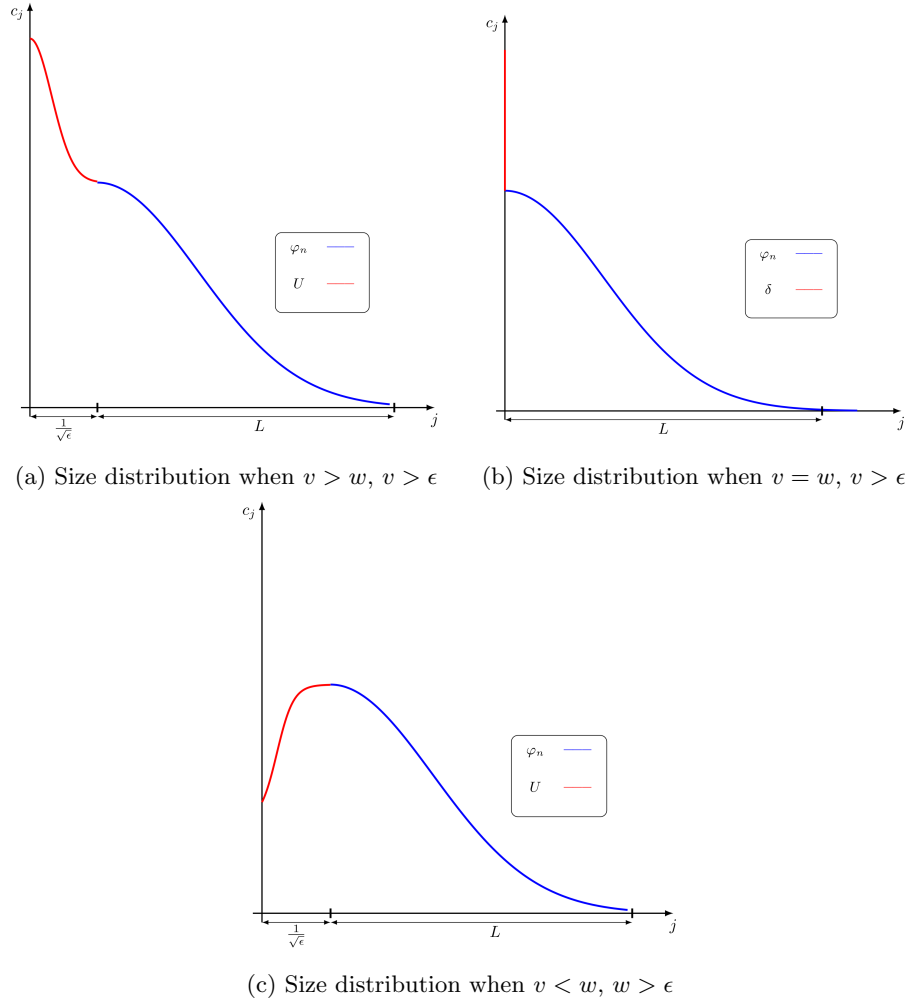 c_j
φ_n
U
1/√ϵ
L
j
(a) Size distribution when v > w, v > ϵ
c_j
φ_n
δ
L
j
(b) Size distribution when v = w, v > ϵ
c_j
φ_n
U
1/√ϵ
L
j
(c) Size distribution when v < w, w > ϵ